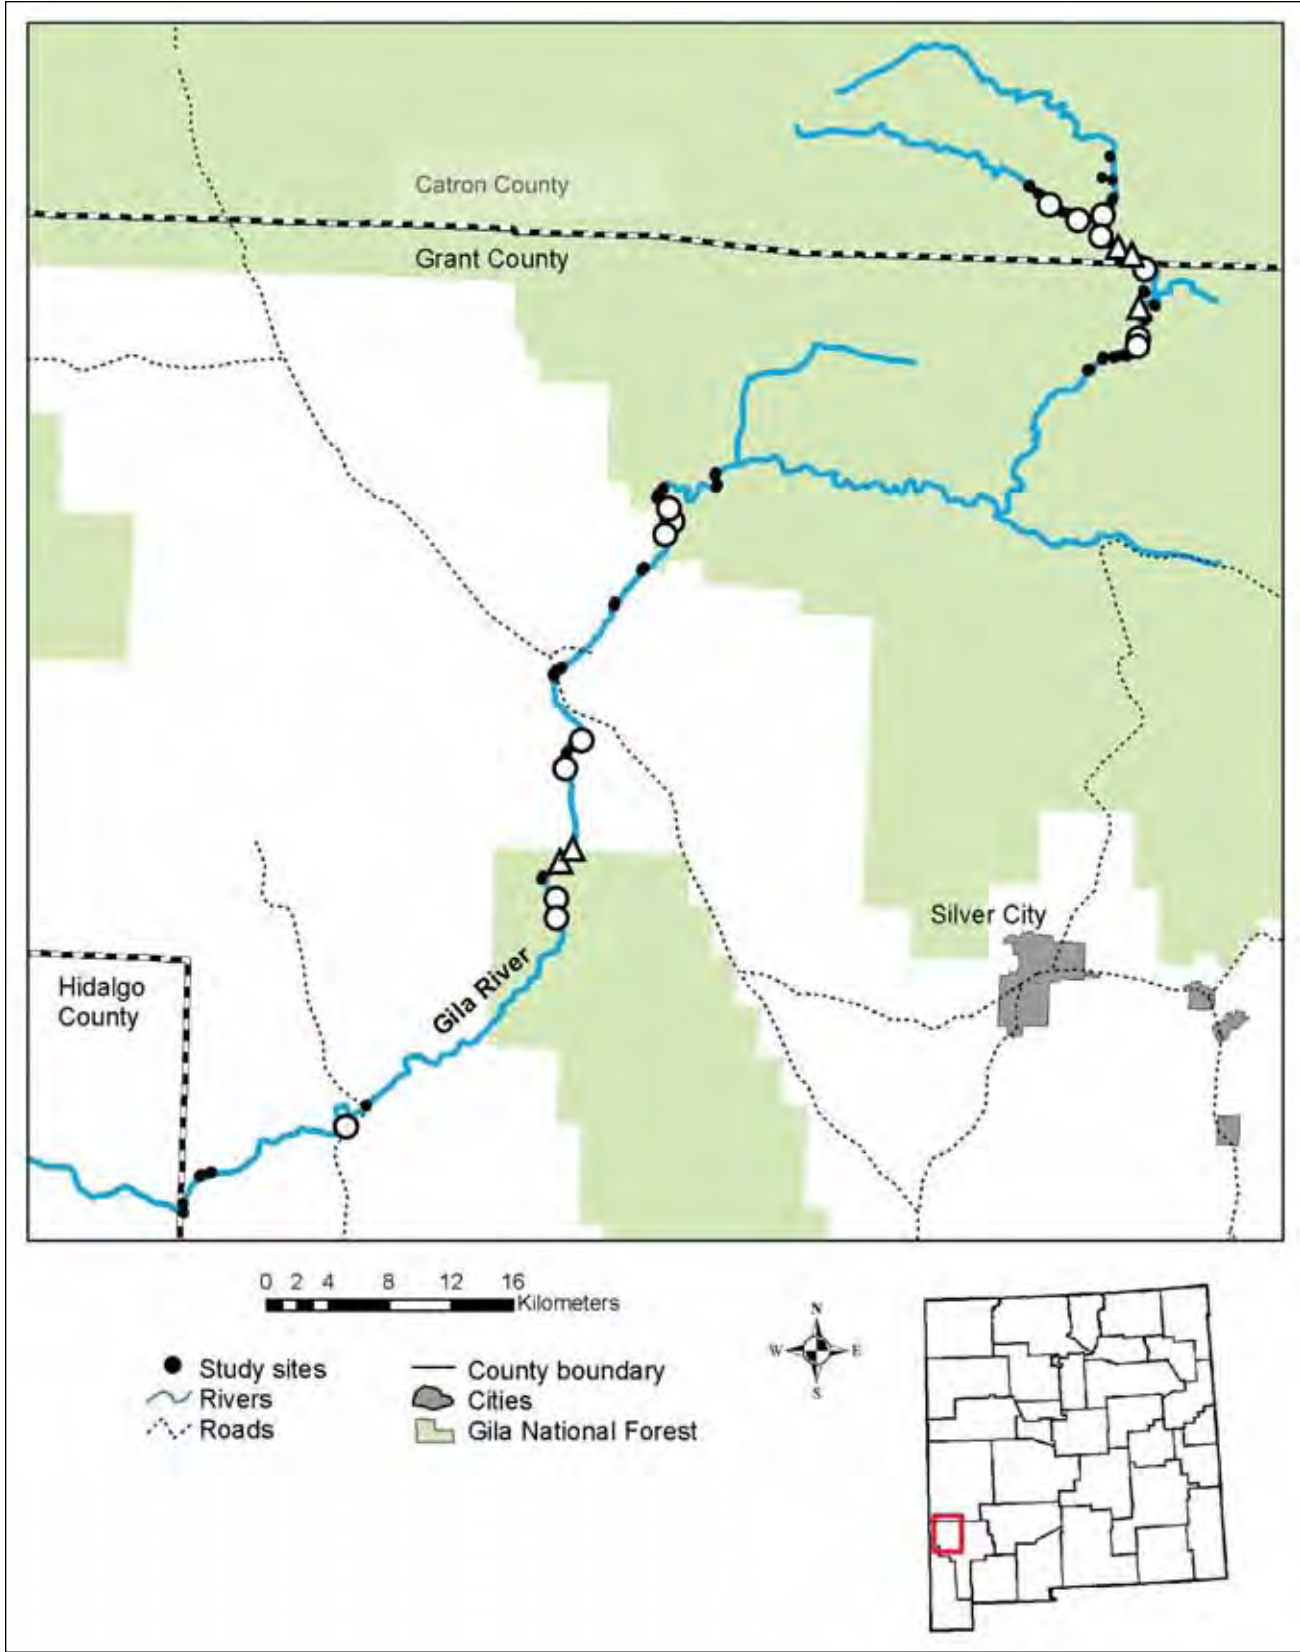 Catron County
Grant County
Silver City
Gila River
Hidalgo
County
0 2 4 8 12 16
Kilometers
N
W E
S
Study sites
County boundary
Rivers
Cities
Roads
Gila National Forest